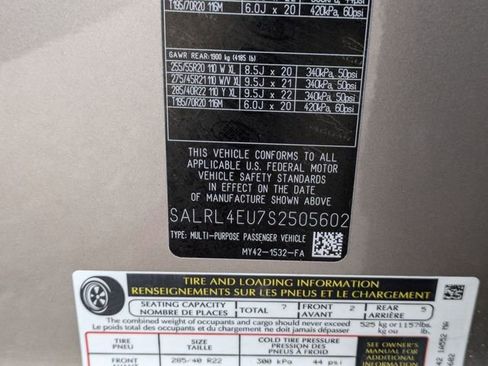 T195/70R20 116M 6.0J x 20 420kPa, 60psi
GAWR REAR: 1900 kg (4185 lb)
255/55R20 110 W XL 8.5J x 20 340kPa, 50psi
275/45R21 110 W/V XL 9.5J x 21 340kPa, 50psi
285/40R22 110 Y XL 9.5J x 22 340kPa, 50psi
T195/70R20 116M 6.0J x 20 420kPa, 60psi
THIS VEHICLE CONFORMS TO ALL
APPLICABLE U.S. FEDERAL MOTOR
VEHICLE SAFETY STANDARDS
IN EFFECT ON THE DATE OF
MANUFACTURE SHOWN ABOVE
SALRL4EU7S2505602
TYPE: MULTI-PURPOSE PASSENGER VEHICLE
MY42-1532-FA
TIRE AND LOADING INFORMATION
RENSEIGNEMENTS SUR LES PNEUS ET LE CHARGEMENT
SEATING CAPACITY TOTAL 7 FRONT 2 REAR 5
NOMBRE DE PLACES AVANT ARRIÈRE
The combined weight of occupants and cargo should never exceed 525 kg or 1157lbs.
Le poids total des occupants et du chargement ne doit jamais dépasser kg ou lb.
TIRE SIZE COLD TIRE PRESSURE SEE OWNER'S
PNEU TAILLE PRESSION DES MANUAL FOR
PNEUS À FROID ADDITIONAL
FRONT 285/40 R22 300 kPa 44 psi INFORMATION
AVANT